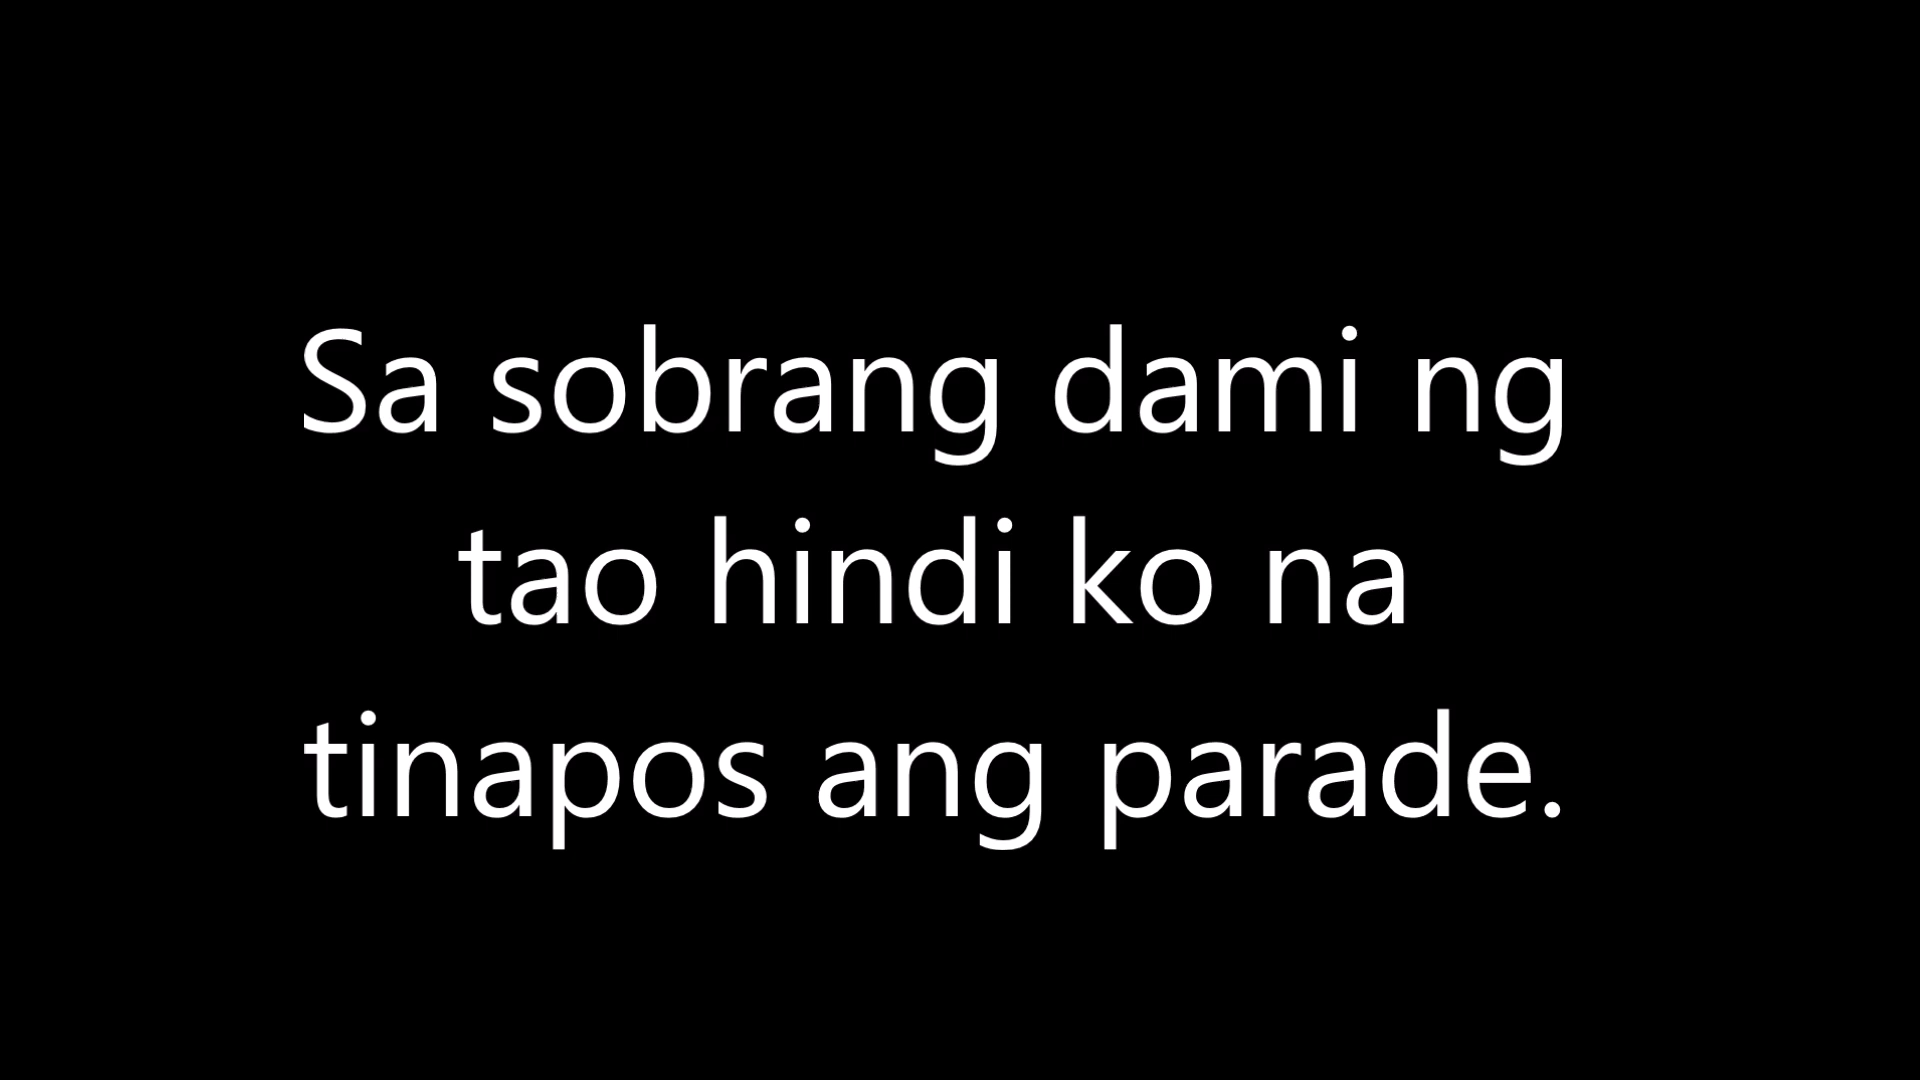 Sa sobrang dami ng
tao hindi ko na
tinapos ang parade.